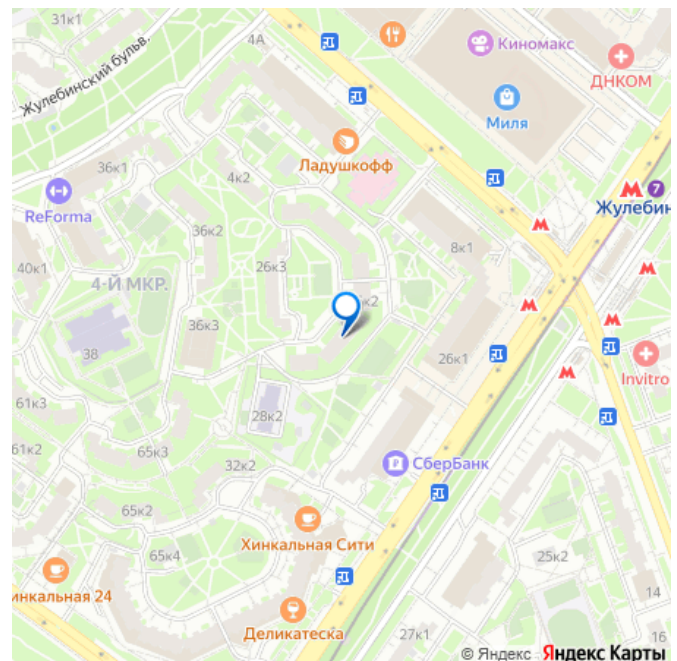 31к1
4А
Киномакс
ДНКОМ
Жулебинский бульв.
Миля
Ладушкофф
36к1
4к2
ReForma
7
Жулебин
36к2
8к1
26к3
40к1
4-Й МКР.
к2
36к3
38
26к1
Invitro
61к3
28к2
61к2
65к3
32к2
СберБанк
65к2
Хинкальная Сити
65к4
25к2
инкальная 24
14
Деликатеска
27к1
16
© Яндекс Яндекс Карты